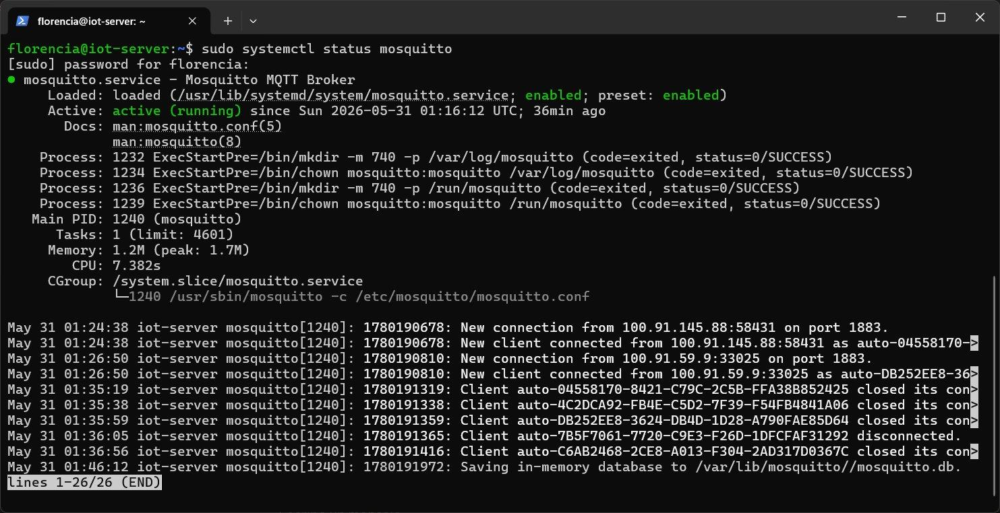 florencia@iot-server: ~
florencia@iot-server:~$ sudo systemctl status mosquitto
[sudo] password for florencia:
● mosquitto.service - Mosquitto MQTT Broker
     Loaded: loaded (/usr/lib/systemd/system/mosquitto.service; enabled; preset: enabled)
     Active: active (running) since Sun 2026-05-31 01:16:12 UTC; 36min ago
       Docs: man:mosquitto.conf(5)
             man:mosquitto(8)
    Process: 1232 ExecStartPre=/bin/mkdir -m 740 -p /var/log/mosquitto (code=exited, status=0/SUCCESS)
    Process: 1234 ExecStartPre=/bin/chown mosquitto:mosquitto /var/log/mosquitto (code=exited, status=0/SUCCESS)
    Process: 1236 ExecStartPre=/bin/mkdir -m 740 -p /run/mosquitto (code=exited, status=0/SUCCESS)
    Process: 1239 ExecStartPre=/bin/chown mosquitto:mosquitto /run/mosquitto (code=exited, status=0/SUCCESS)
   Main PID: 1240 (mosquitto)
      Tasks: 1 (limit: 4601)
     Memory: 1.2M (peak: 1.7M)
        CPU: 7.382s
     CGroup: /system.slice/mosquitto.service
             └─1240 /usr/sbin/mosquitto -c /etc/mosquitto/mosquitto.conf
May 31 01:24:38 iot-server mosquitto[1240]: 1780190678: New connection from 100.91.145.88:58431 on port 1883.
May 31 01:24:38 iot-server mosquitto[1240]: 1780190678: New client connected from 100.91.145.88:58431 as auto-04558170->
May 31 01:26:50 iot-server mosquitto[1240]: 1780190810: New connection from 100.91.59.9:33025 on port 1883.
May 31 01:26:50 iot-server mosquitto[1240]: 1780190810: New client connected from 100.91.59.9:33025 as auto-DB252EE8-36>
May 31 01:35:19 iot-server mosquitto[1240]: 1780191319: Client auto-04558170-8421-C79C-2C5B-FFA38B852425 closed its con>
May 31 01:35:38 iot-server mosquitto[1240]: 1780191338: Client auto-4C2DCA92-FB4E-C5D2-7F39-F54FB4841A06 closed its con>
May 31 01:35:59 iot-server mosquitto[1240]: 1780191359: Client auto-DB252EE8-3624-DB4D-1D28-A790FAE85D64 closed its con>
May 31 01:36:05 iot-server mosquitto[1240]: 1780191365: Client auto-7B5F7061-7720-C9E3-F26D-1DFCFAF31292 disconnected.
May 31 01:36:56 iot-server mosquitto[1240]: 1780191416: Client auto-C6AB2468-2CE8-A013-F304-2AD317D0367C closed its con>
May 31 01:46:12 iot-server mosquitto[1240]: 1780191972: Saving in-memory database to /var/lib/mosquitto//mosquitto.db.
lines 1-26/26 (END)